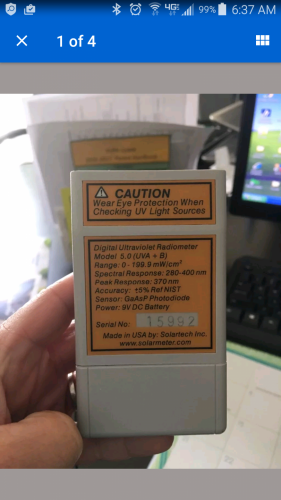 4G
99%
6:37 AM
1 of 4
CAUTION
Wear Eye Protection When
Checking UV Light Sources
Digital Ultraviolet Radiometer
Model 5.0 (UVA + B)
Range: 0 - 199.9 mW/cm²
Spectral Response: 280-400 nm
Peak Response: 370 nm
Accuracy: ±5% Ref NIST
Sensor: GaAsP Photodiode
Power: 9V DC Battery
Serial No: 15992
Made in USA by: Solartech Inc.
www.solarmeter.com